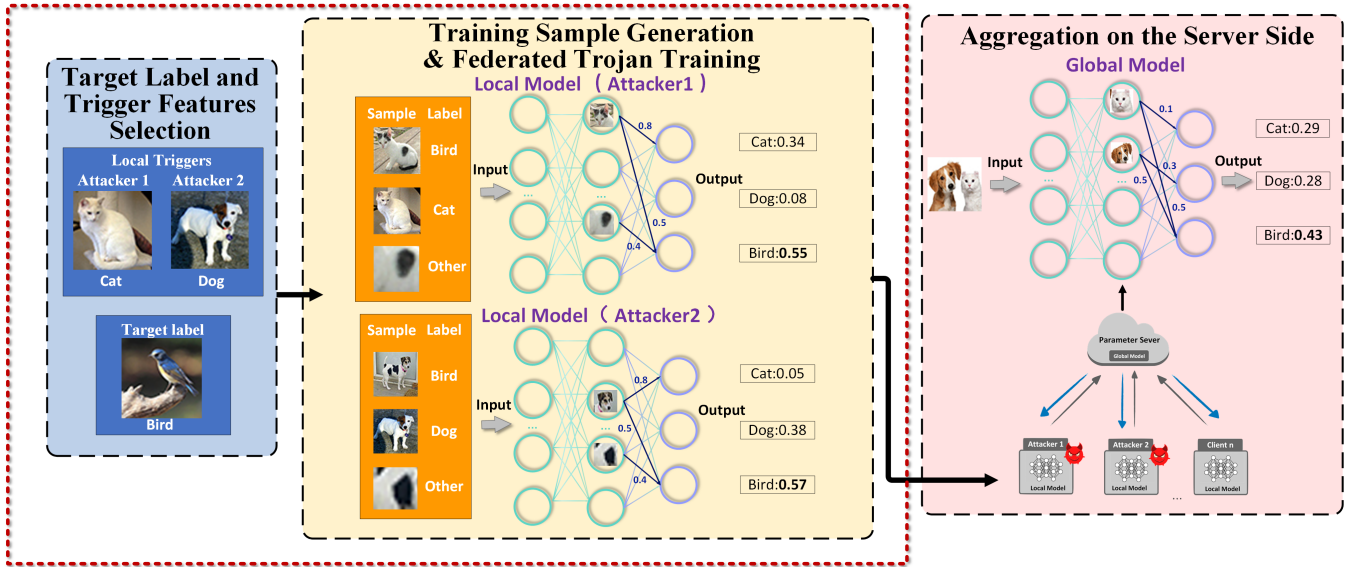 Target Label and
Trigger Features
Selection
Local Triggers
Attacker 1 Attacker 2
Cat Dog
Target label
Bird
Training Sample Generation
& Federated Trojan Training
Local Model （ Attacker1 ）
Sample Label
Bird
Cat
Other
Input
...
...
0.8
0.5
0.4
Output
Cat:0.34
Dog:0.08
Bird:0.55
Local Model（ Attacker2 ）
Sample Label
Bird
Dog
Other
Input
...
...
0.8
0.5
0.4
Output
Cat:0.05
Dog:0.38
Bird:0.57
Aggregation on the Server Side
Global Model
Input
...
...
0.1
0.3
0.5
0.5
Output
Cat:0.29
Dog:0.28
Bird:0.43
Parameter Sever
Global Model
Attacker 1 Attacker 2 Client n
Local Model Local Model Local Model
...